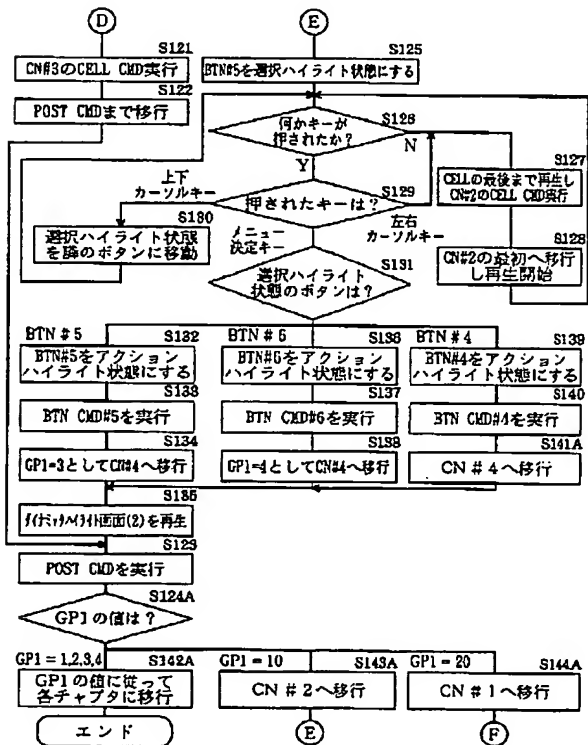 D
S121
CN#3のCELL CMD実行
S122
POST CMDまで移行
E
S125
BTN#5を選択ハイライト状態にする
S126
何かキーが
押されたか?
N
Y
S127
CELLの最後まで再生し
CN#2のCELL CMD実行
S128
CN#2の最初へ移行
し再生開始
S129
押されたキーは?
上下
カーソルキー
左右
カーソルキー
メニュー
決定キー
S130
選択ハイライト状態
を隣のボタンに移動
S131
選択ハイライト
状態のボタンは?
BTN # 5
S132
BTN#5をアクション
ハイライト状態にする
S133
BTN CMD#5を実行
S134
GP1=3としてCN#4へ移行
BTN # 6
S136
BTN#6をアクション
ハイライト状態にする
S137
BTN CMD#6を実行
S138
GP1=4としてCN#4へ移行
BTN # 4
S139
BTN#4をアクション
ハイライト状態にする
S140
BTN CMD#4を実行
S141A
CN # 4へ移行
S135
ダイナミックハイライト画面(2)を再生
S123
POST CMDを実行
S124A
GP1の値は?
GP1 = 1,2,3,4
S142A
GP1の値に従って
各チャプタに移行
エンド
GP1 = 10
S143A
CN # 2へ移行
E
GP1 = 20
S144A
CN # 1へ移行
F